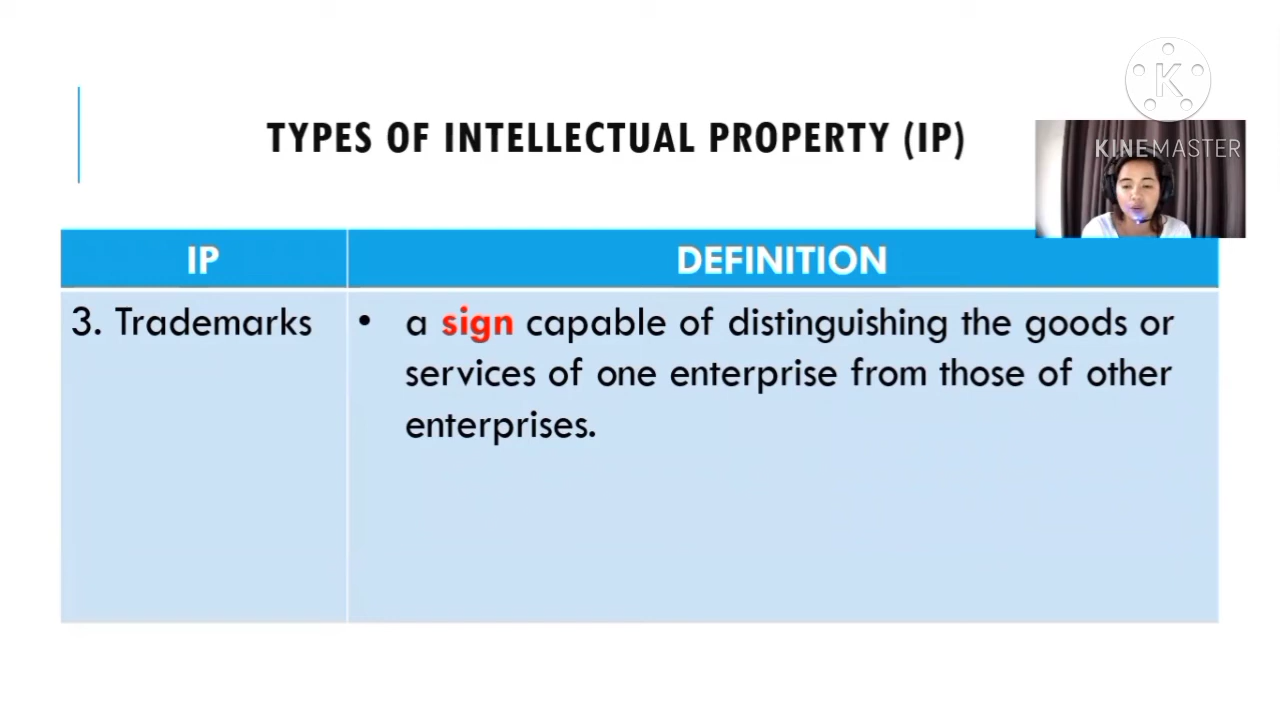 K
KINEMASTER
TYPES OF INTELLECTUAL PROPERTY (IP)
IP
DEFINITION
3. Trademarks
• a sign capable of distinguishing the goods or
services of one enterprise from those of other
enterprises.